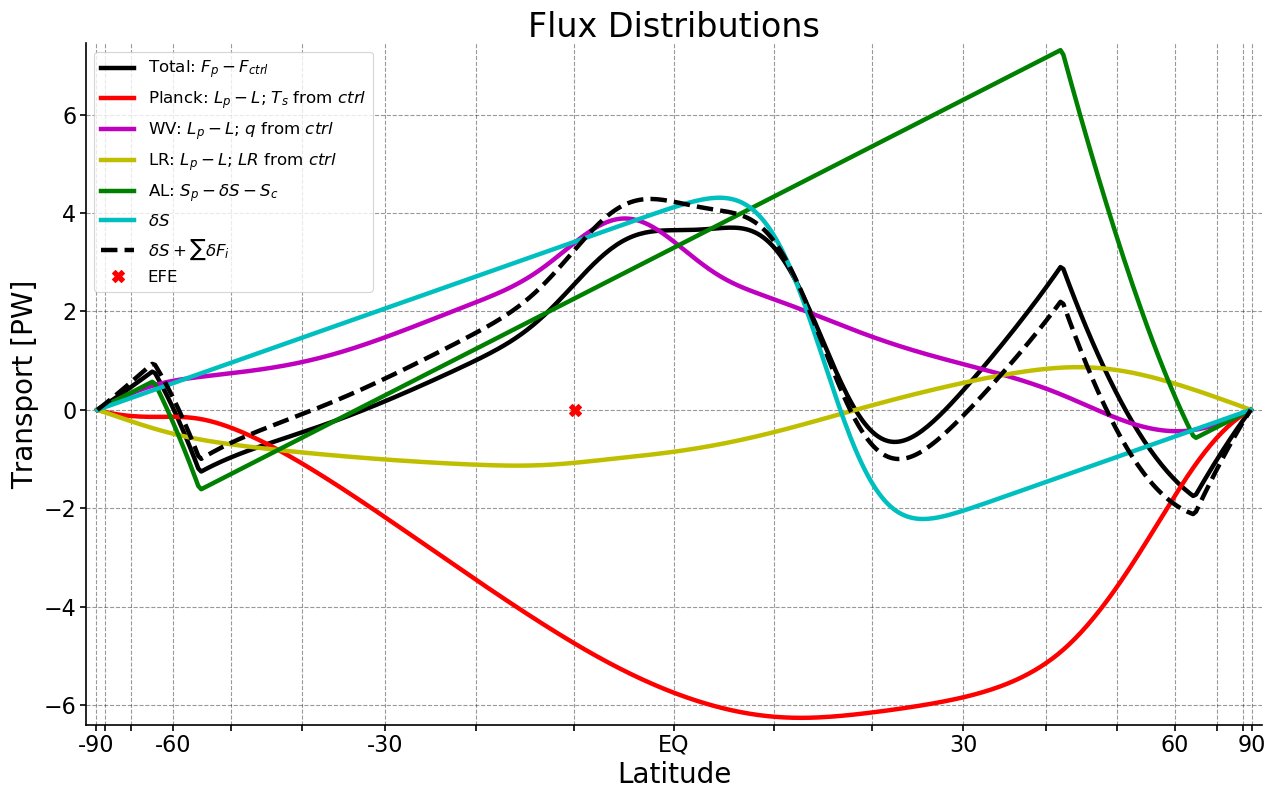 Flux Distributions
Total: $F_p - F_{ctrl}$
Planck: $L_p - L$; $T_s$ from $ctrl$
WV: $L_p - L$; $q$ from $ctrl$
LR: $L_p - L$; $LR$ from $ctrl$
AL: $S_p - \delta S - S_c$
$\delta S$
$\delta S + \sum \delta F_i$
EFE
Transport [PW]
6
4
2
0
−2
−4
−6
-90 -60 -30 EQ 30 60 90
Latitude